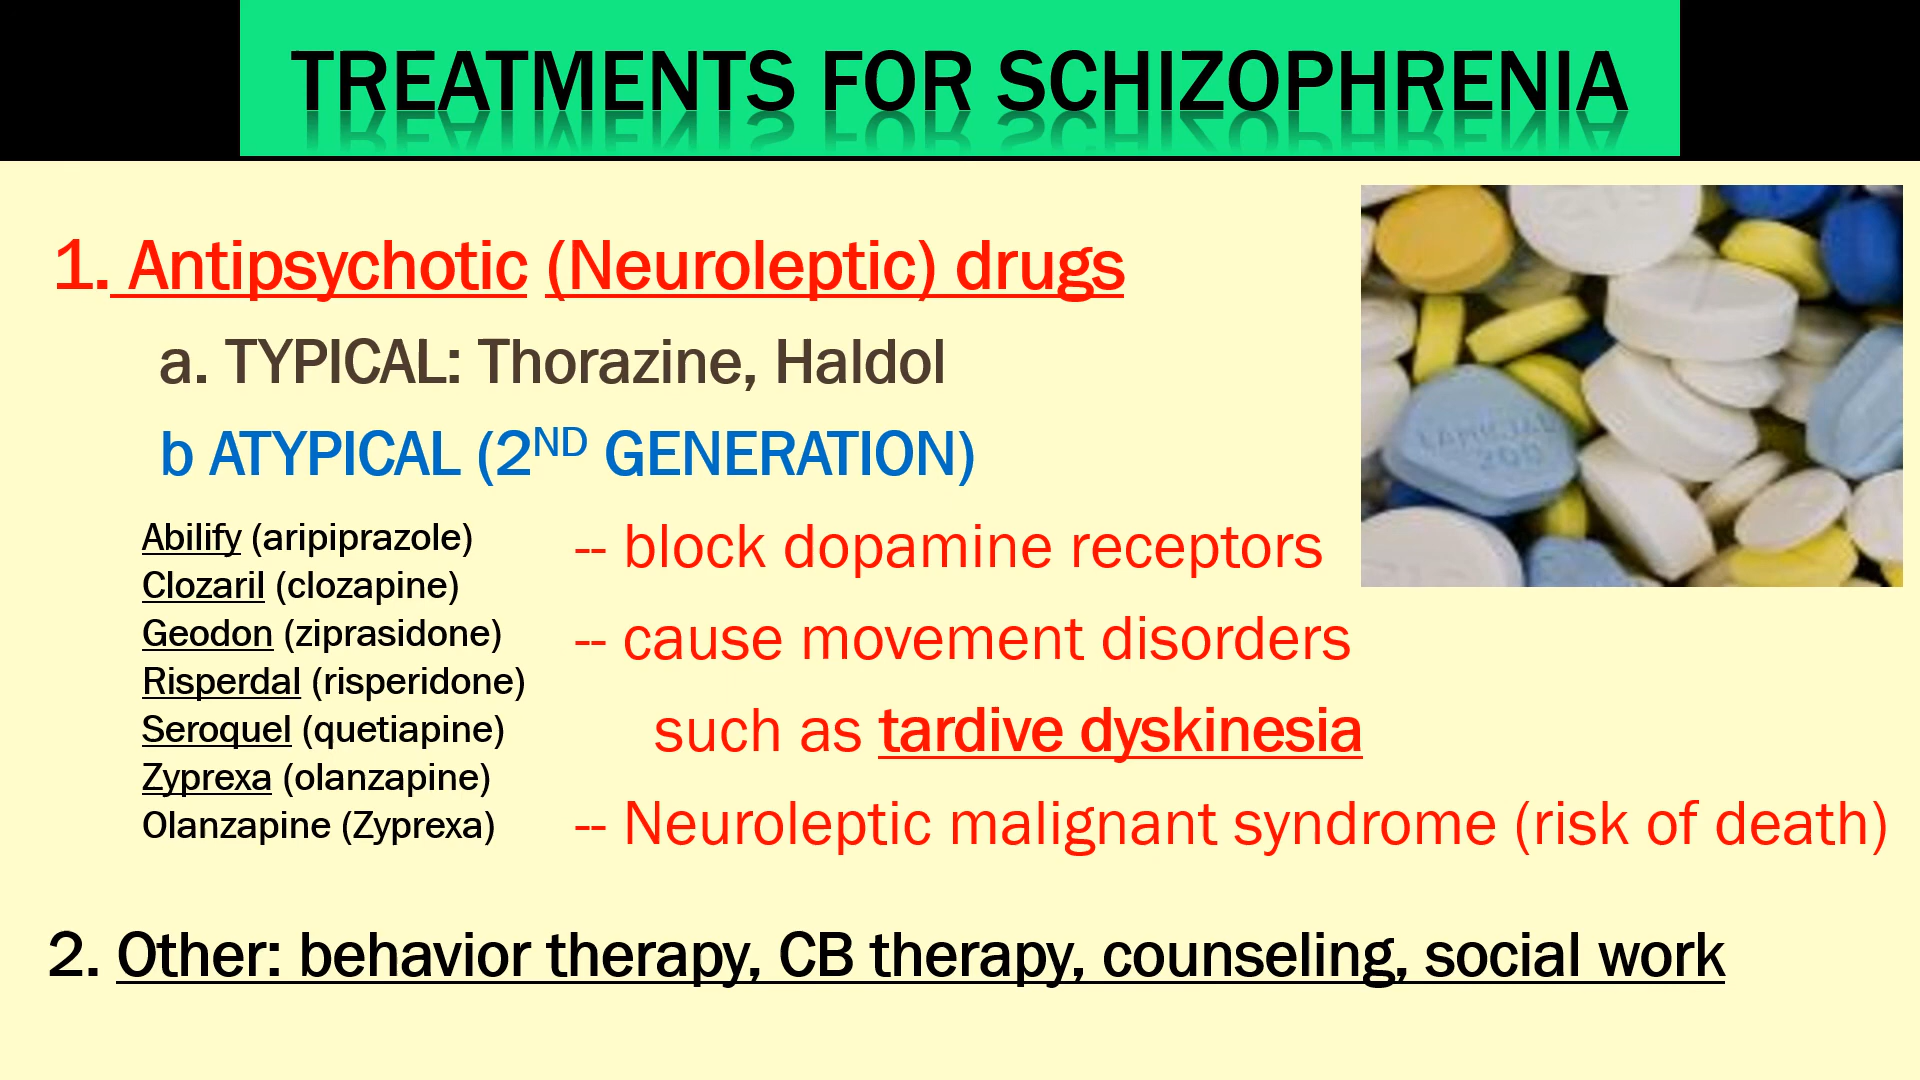 TREATMENTS FOR SCHIZOPHRENIA
1. Antipsychotic (Neuroleptic) drugs
a. TYPICAL: Thorazine, Haldol
b ATYPICAL (2ND GENERATION)
Abilify (aripiprazole)
Clozaril (clozapine)
Geodon (ziprasidone)
Risperdal (risperidone)
Seroquel (quetiapine)
Zyprexa (olanzapine)
Olanzapine (Zyprexa)
-- block dopamine receptors
-- cause movement disorders
such as tardive dyskinesia
-- Neuroleptic malignant syndrome (risk of death)
2. Other: behavior therapy, CB therapy, counseling, social work